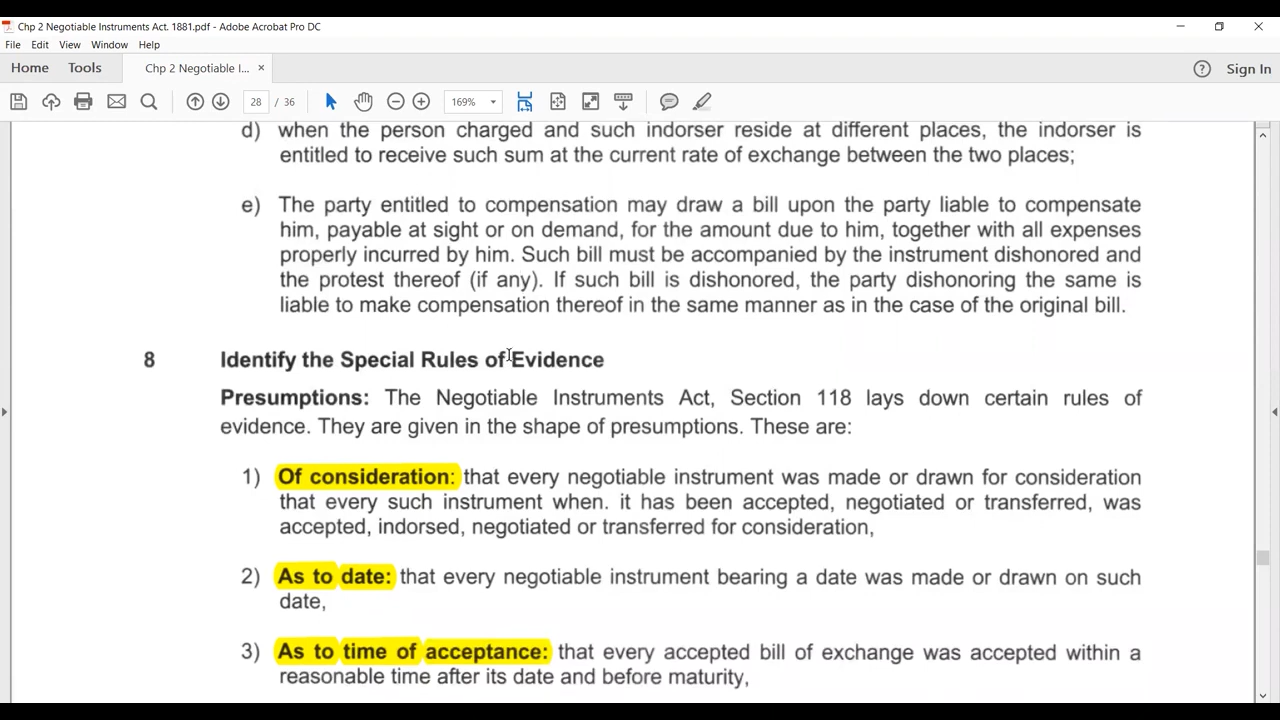 Chp 2 Negotiable Instruments Act. 1881.pdf - Adobe Acrobat Pro DC
File Edit View Window Help
Home Tools Chp 2 Negotiable I... × ? Sign In
28 / 36 169%
d) when the person charged and such indorser reside at different places, the indorser is
entitled to receive such sum at the current rate of exchange between the two places;
e) The party entitled to compensation may draw a bill upon the party liable to compensate
him, payable at sight or on demand, for the amount due to him, together with all expenses
properly incurred by him. Such bill must be accompanied by the instrument dishonored and
the protest thereof (if any). If such bill is dishonored, the party dishonoring the same is
liable to make compensation thereof in the same manner as in the case of the original bill.
8 Identify the Special Rules of Evidence
Presumptions: The Negotiable Instruments Act, Section 118 lays down certain rules of
evidence. They are given in the shape of presumptions. These are:
1) Of consideration: that every negotiable instrument was made or drawn for consideration
that every such instrument when. it has been accepted, negotiated or transferred, was
accepted, indorsed, negotiated or transferred for consideration,
2) As to date: that every negotiable instrument bearing a date was made or drawn on such
date,
3) As to time of acceptance: that every accepted bill of exchange was accepted within a
reasonable time after its date and before maturity,